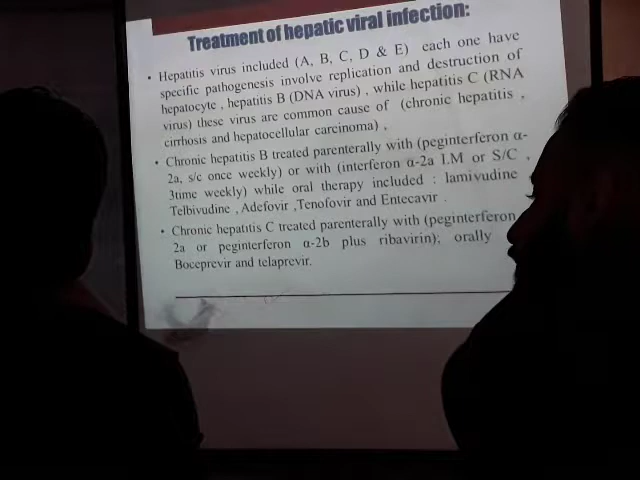 Treatment of hepatic viral infection:
• Hepatitis virus included (A, B, C, D & E) each one have
specific pathogenesis involve replication and destruction of
hepatocyte , hepatitis B (DNA virus) , while hepatitis C (RNA
virus) these virus are common cause of (chronic hepatitis ,
cirrhosis and hepatocellular carcinoma) ,
• Chronic hepatitis B treated parenterally with (peginterferon α-
2a, s/c once weekly) or with (interferon α-2a I.M or S/C ,
3time weekly) while oral therapy included : lamivudine
Telbivudine , Adefovir ,Tenofovir and Entecavir .
• Chronic hepatitis C treated parenterally with (peginterferon
2a or peginterferon α-2b plus ribavirin); orally
Boceprevir and telaprevir.